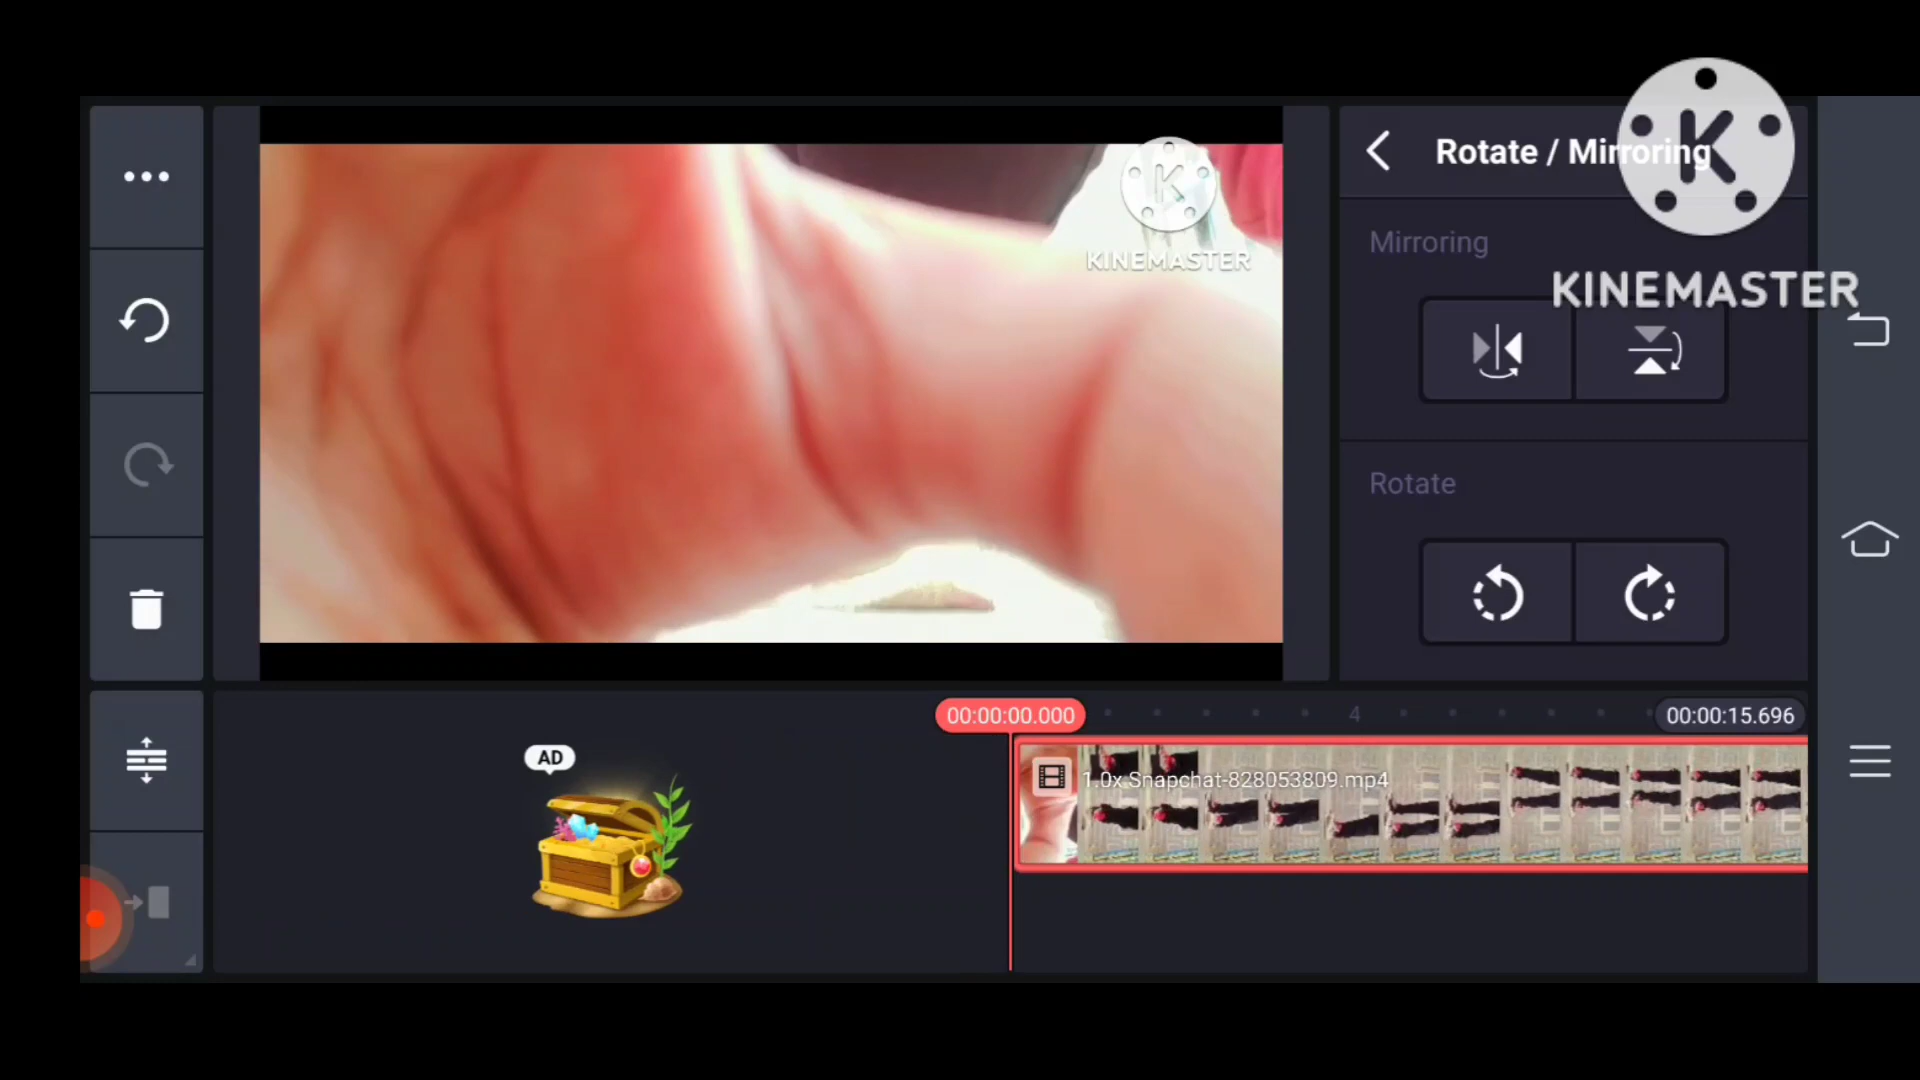 Rotate / Mirroring
K
KINEMASTER
K
KINEMASTER
Mirroring
Rotate
00:00:00.000
4
00:00:15.696
AD
1.0x Snapchat-828053809.mp4